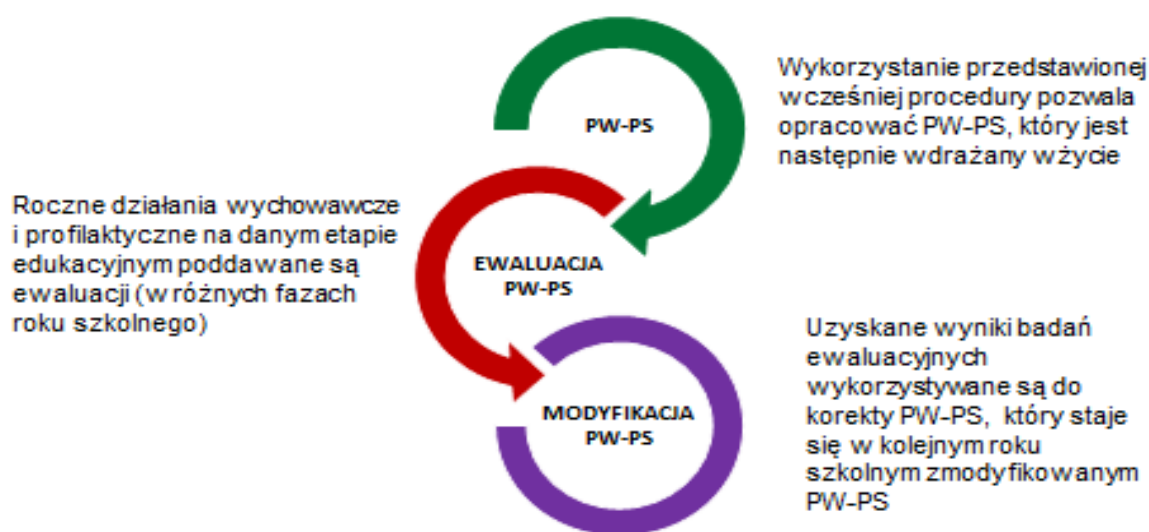 PW-PS
Wykorzystanie przedstawionej
wcześniej procedury pozwala
opracować PW-PS, który jest
następnie wdrażany w życie
Roczne działania wychowawcze
i profilaktyczne na danym etapie
edukacyjnym poddawane są
ewaluacji (w różnych fazach
roku szkolnego)
EWALUACJA
PW-PS
Uzyskane wyniki badań
ewaluacyjnych
wykorzystywane są do
korekty PW-PS, który staje
się w kolejnym roku
szkolnym zmodyfikowanym
PW-PS
MODYFIKACJA
PW-PS